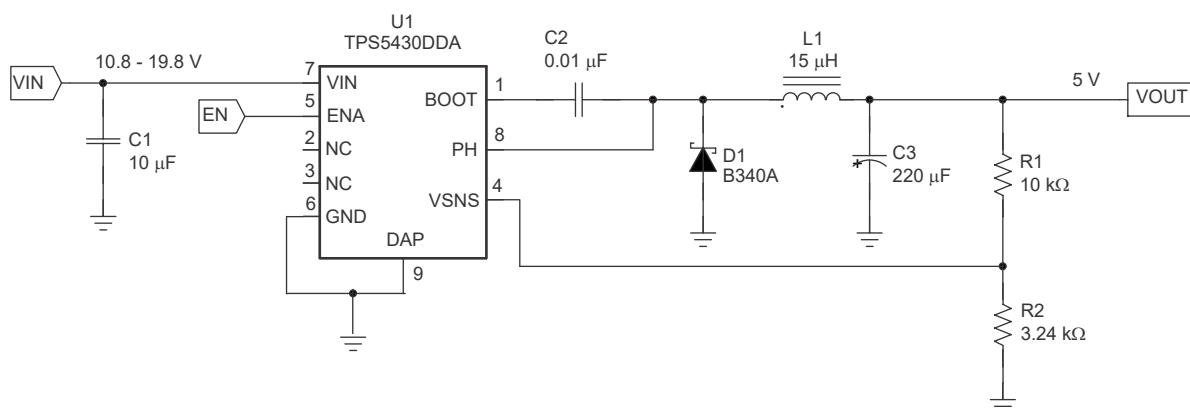 U1
TPS5430DDA
C2
0.01 μF
L1
15 μH
VIN
10.8 - 19.8 V
7
VIN
5
ENA
EN
2
NC
3
NC
6
GND
DAP
9
1
BOOT
8
PH
4
VSNS
C1
10 μF
D1
B340A
C3
220 μF
+
5 V
VOUT
R1
10 kΩ
R2
3.24 kΩ